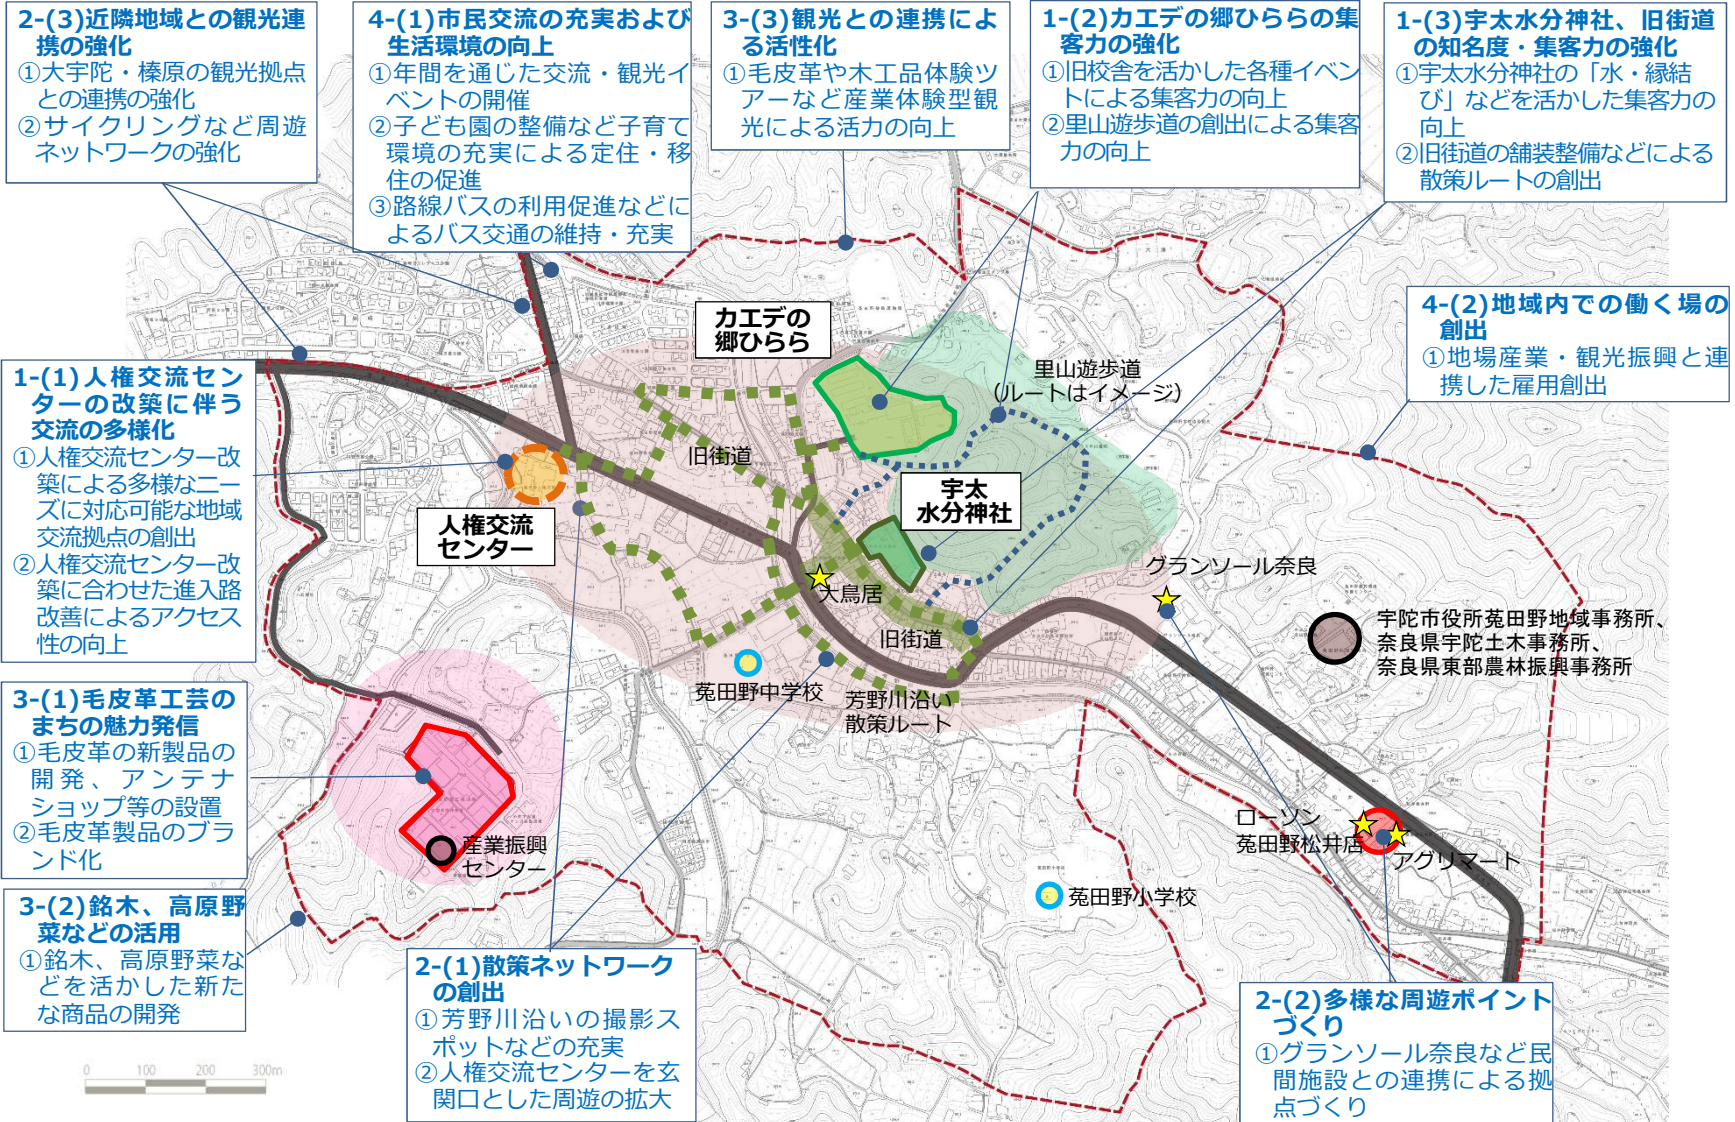 2-(3)近隣地域との観光連
携の強化
①大宇陀・榛原の観光拠点
との連携の強化
②サイクリングなど周遊
ネットワークの強化
4-(1)市民交流の充実および
生活環境の向上
①年間を通じた交流・観光イ
ベントの開催
②子ども園の整備など子育て
環境の充実による定住・移
住の促進
③路線バスの利用促進などに
よるバス交通の維持・充実
3-(3)観光との連携によ
る活性化
①毛皮革や木工品体験ツ
アーなど産業体験型観
光による活力の向上
1-(2)カエデの郷ひららの集
客力の強化
①旧校舎を活かした各種イベン
トによる集客力の向上
②里山遊歩道の創出による集客
力の向上
1-(3)宇太水分神社、旧街道
の知名度・集客力の強化
①宇太水分神社の「水・縁結
び」などを活かした集客力の
向上
②旧街道の舗装整備などによる
散策ルートの創出
4-(2)地域内での働く場の
創出
①地場産業・観光振興と連
携した雇用創出
1-(1)人権交流セン
ターの改築に伴う
交流の多様化
①人権交流センター改
築による多様なニー
ズに対応可能な地域
交流拠点の創出
②人権交流センター改
築に合わせた進入路
改善によるアクセス
性の向上
カエデの
郷ひらら
里山遊歩道
（ルートはイメージ）
旧街道
宇太
水分神社
人権交流
センター
大鳥居
旧街道
グランソール奈良
宇陀市役所菟田野地域事務所、
奈良県宇陀土木事務所、
奈良県東部農林振興事務所
菟田野中学校
芳野川沿い
散策ルート
3-(1)毛皮革工芸の
まちの魅力発信
①毛皮革の新製品の
開発、アンテナ
ショップ等の設置
②毛皮革製品のブラ
ンド化
産業振興
センター
ローソン
菟田野松井店
アグリマート
菟田野小学校
3-(2)銘木、高原野
菜などの活用
①銘木、高原野菜な
どを活かした新た
な商品の開発
2-(1)散策ネットワーク
の創出
①芳野川沿いの撮影ス
ポットなどの充実
②人権交流センターを玄
関口とした周遊の拡大
2-(2)多様な周遊ポイント
づくり
①グランソール奈良など民
間施設との連携による拠
点づくり
0 100 200 300m